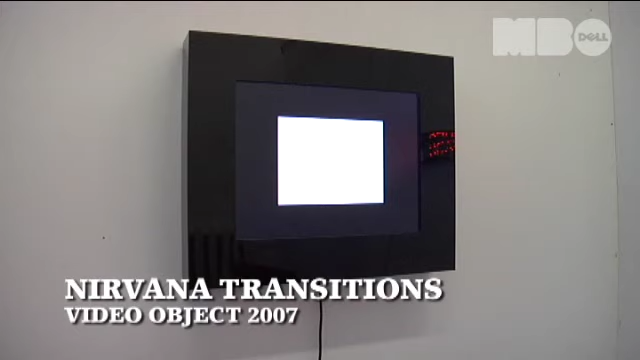 MBO
DELL
NIRVANA TRANSITIONS
VIDEO OBJECT 2007